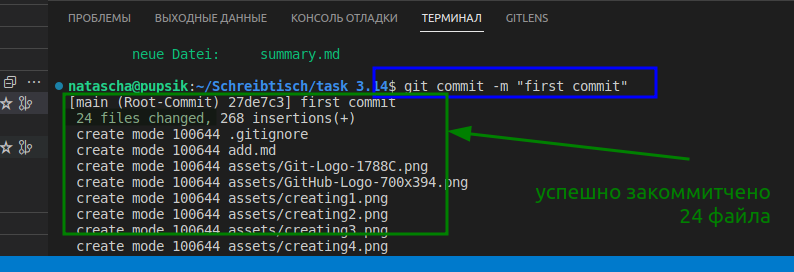 ПРОБЛЕМЫ ВЫХОДНЫЕ ДАННЫЕ КОНСОЛЬ ОТЛАДКИ ТЕРМИНАЛ GITLENS
neue Datei: summary.md
natascha@pupsik:~/Schreibtisch/task 3.14$ git commit -m "first commit"
[main (Root-Commit) 27de7c3] first commit
24 files changed, 268 insertions(+)
create mode 100644 .gitignore
create mode 100644 add.md
create mode 100644 assets/Git-Logo-1788C.png
create mode 100644 assets/GitHub-Logo-700x394.png
create mode 100644 assets/creating1.png
create mode 100644 assets/creating2.png
create mode 100644 assets/creating3.png
create mode 100644 assets/creating4.png
успешно закоммитчено
24 файла